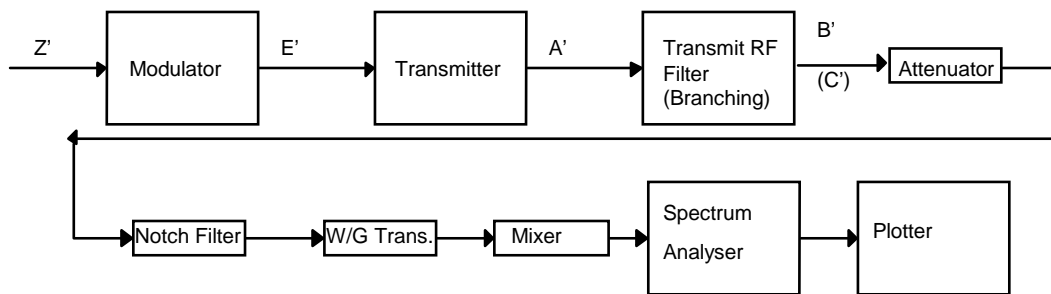 Z’
Modulator
E’
Transmitter
A’
Transmit RF
Filter
(Branching)
B’
(C’)
Attenuator
Notch Filter
W/G Trans.
Mixer
Spectrum
Analyser
Plotter